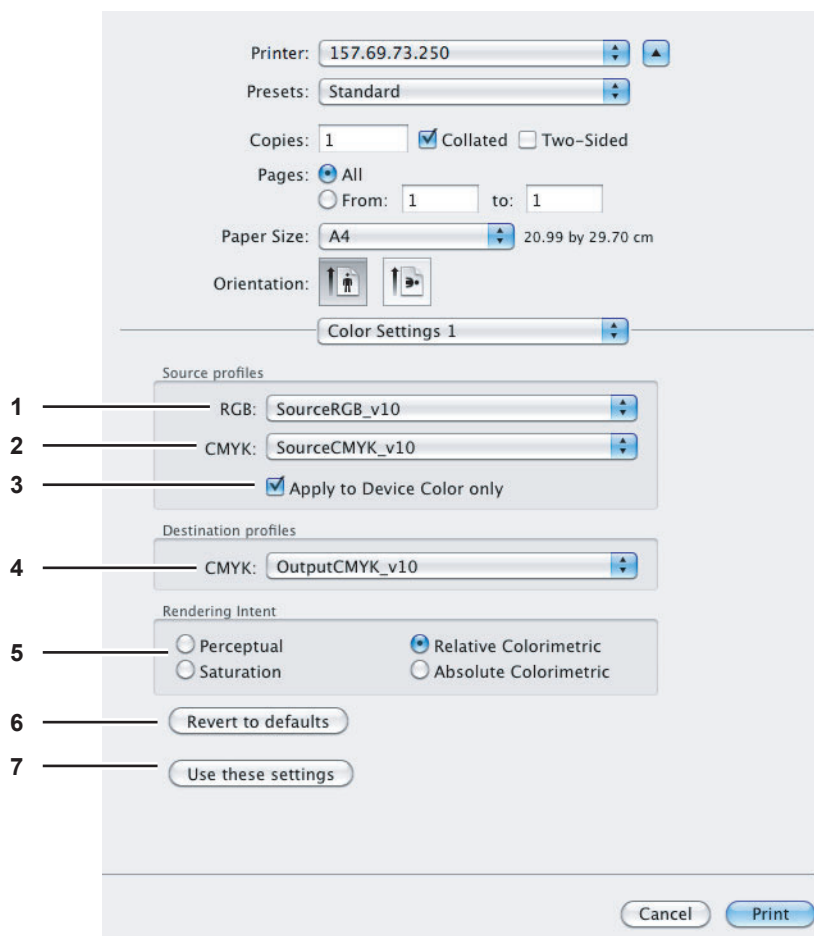 Printer: 157.69.73.250
Presets: Standard
Copies: 1 Collated Two-Sided
Pages: All
From: 1 to: 1
Paper Size: A4 20.99 by 29.70 cm
Orientation:
Color Settings 1
Source profiles
1 RGB: SourceRGB_v10
2 CMYK: SourceCMYK_v10
3 Apply to Device Color only
Destination profiles
4 CMYK: OutputCMYK_v10
Rendering Intent
5 Perceptual Relative Colorimetric
Saturation Absolute Colorimetric
6 Revert to defaults
7 Use these settings
Cancel Print